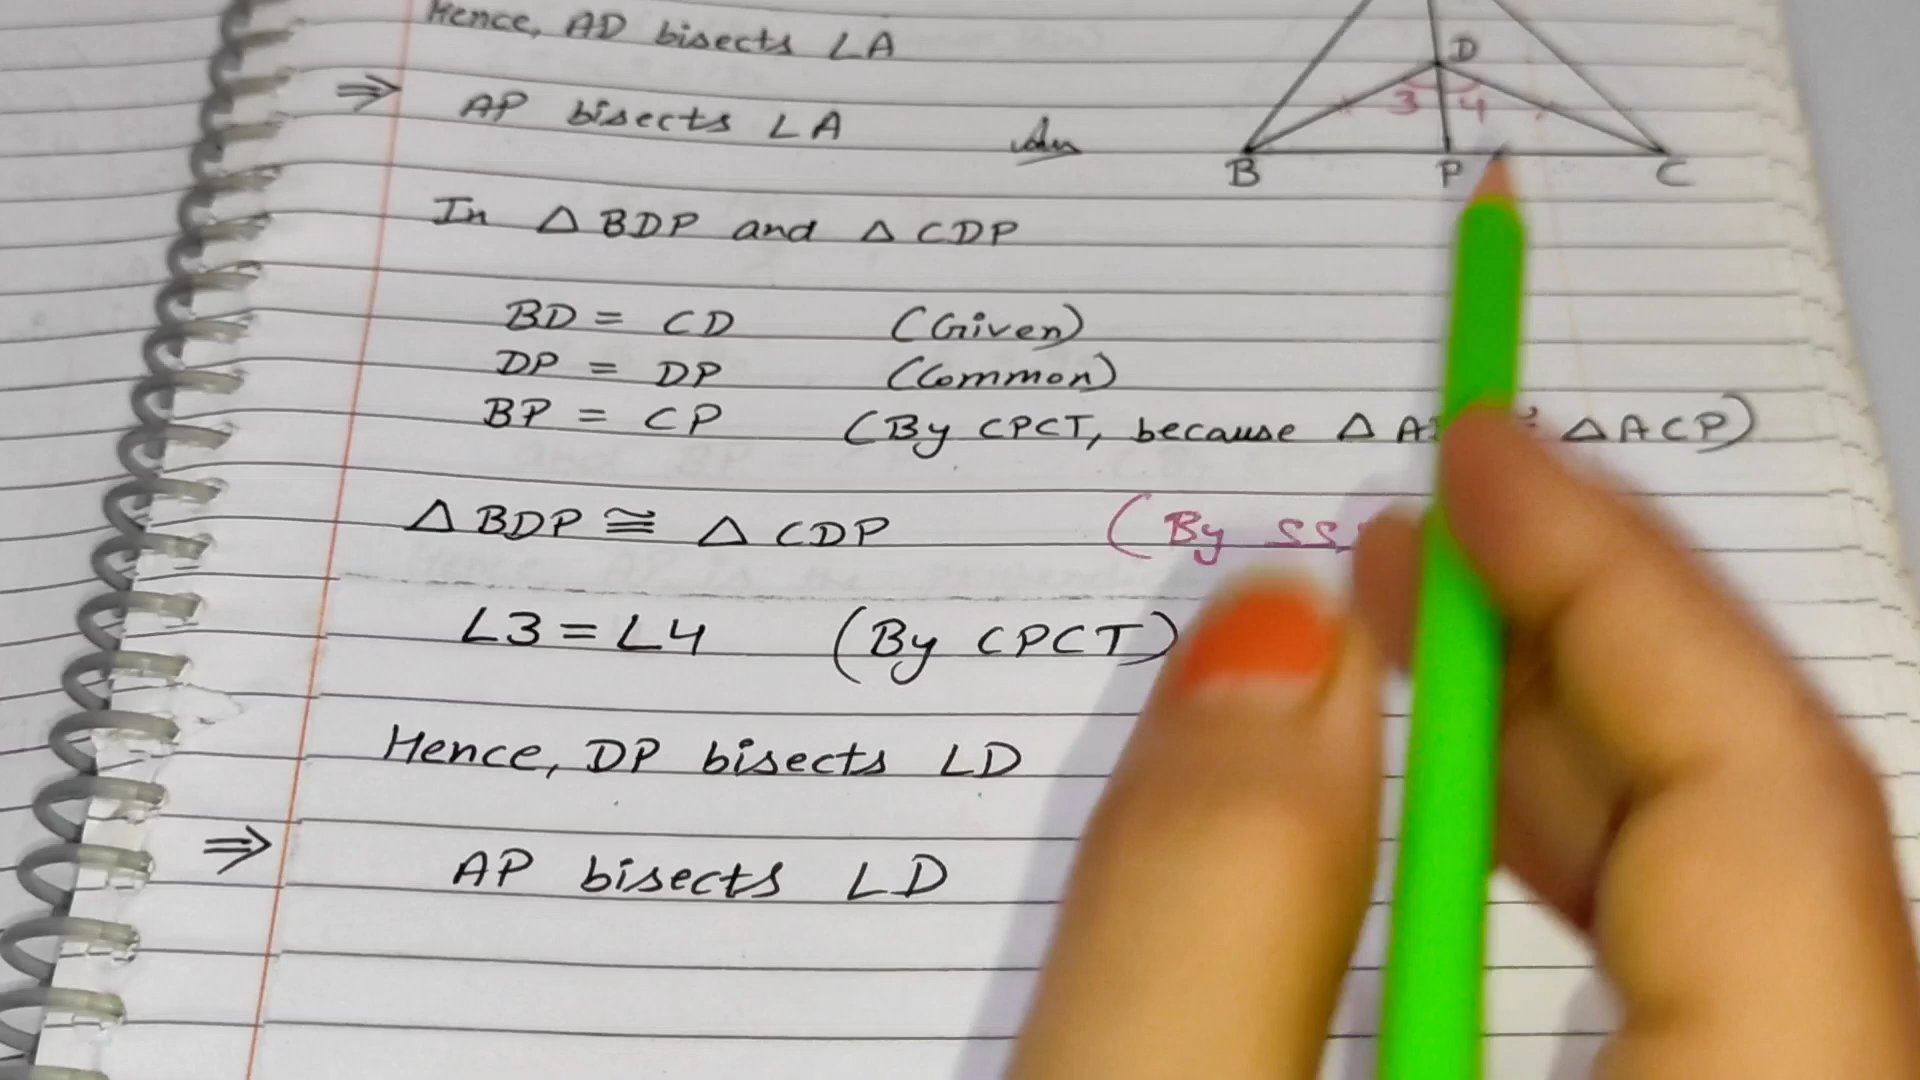 Hence, AD bisects ∠A
⇒ AP bisects ∠A Ans
D
3 4
B P C
In △ BDP and △ CDP
BD = CD (Given)
DP = DP (Common)
BP = CP (By CPCT, because △ △ACP)
△ BDP ≅ △ CDP (By
∠3 = ∠4 (By CPCT)
Hence, DP bisects ∠D
⇒ AP bisects ∠D